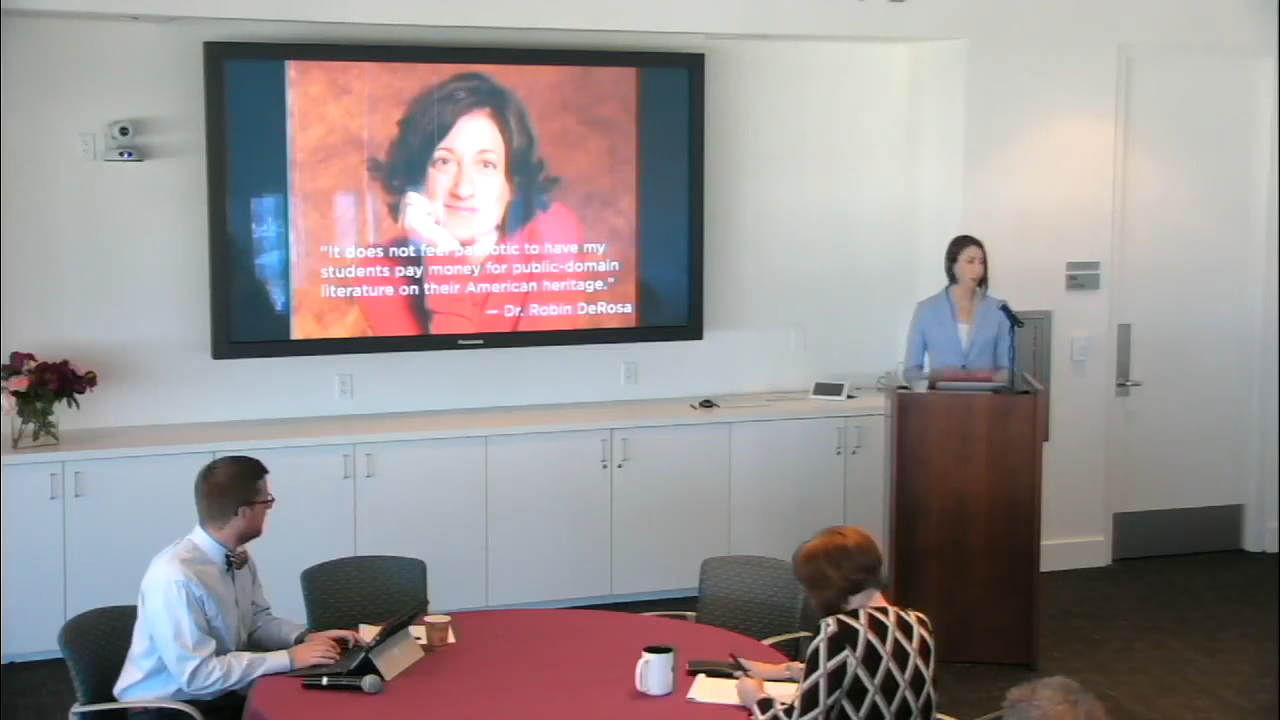 "It does not feel patriotic to have my
students pay money for public-domain
literature on their American heritage."
— Dr. Robin DeRosa
Panasonic